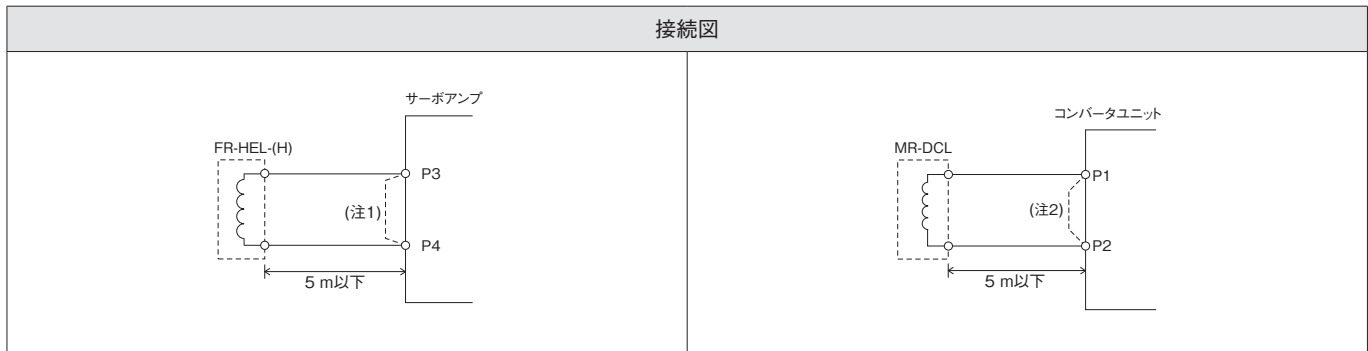 接続図
サーボアンプ
FR-HEL-(H)
P3
(注1)
P4
5 m以下
コンバータユニット
MR-DCL
P1
(注2)
P2
5 m以下